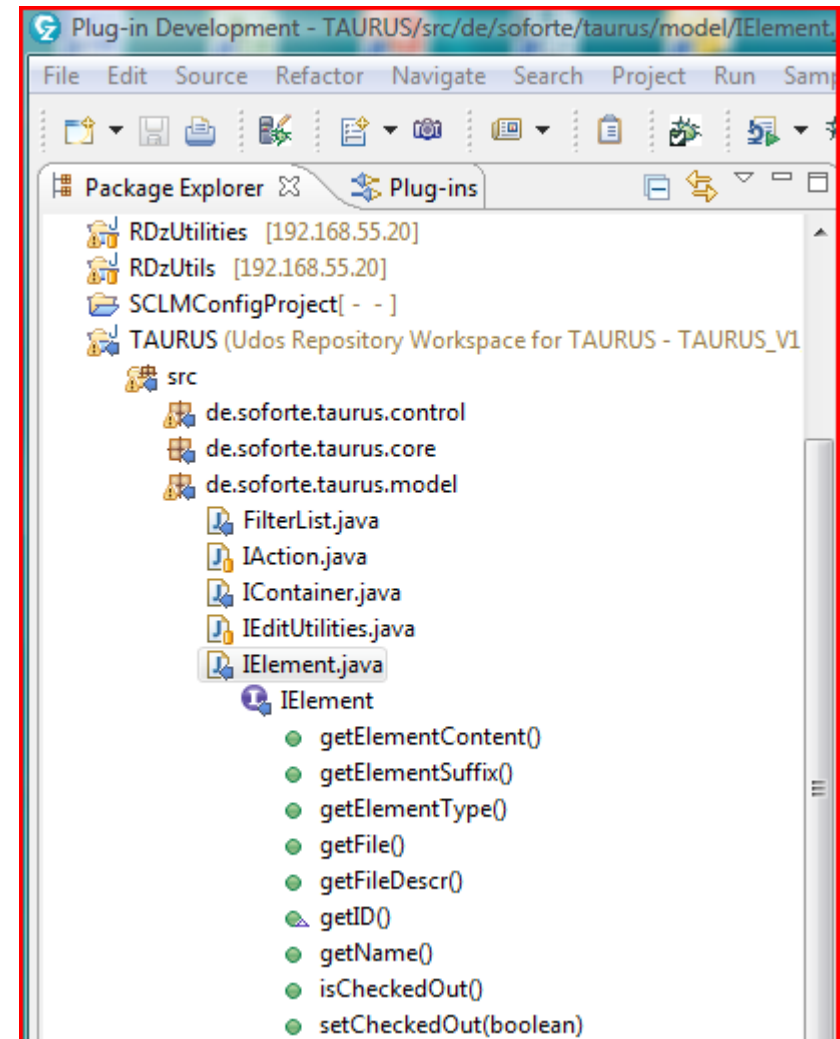 Plug-in Development - TAURUS/src/de/soforte/taurus/model/IElement.
File Edit Source Refactor Navigate Search Project Run Samp
Package Explorer Plug-ins
RDzUtilities [192.168.55.20]
RDzUtils [192.168.55.20]
SCLMConfigProject[ - - ]
TAURUS (Udos Repository Workspace for TAURUS - TAURUS_V1
src
de.soforte.taurus.control
de.soforte.taurus.core
de.soforte.taurus.model
FilterList.java
IAction.java
IContainer.java
IEditUtilities.java
IElement.java
IElement
getElementContent()
getElementSuffix()
getElementType()
getFile()
getFileDescr()
getID()
getName()
isCheckedOut()
setCheckedOut(boolean)